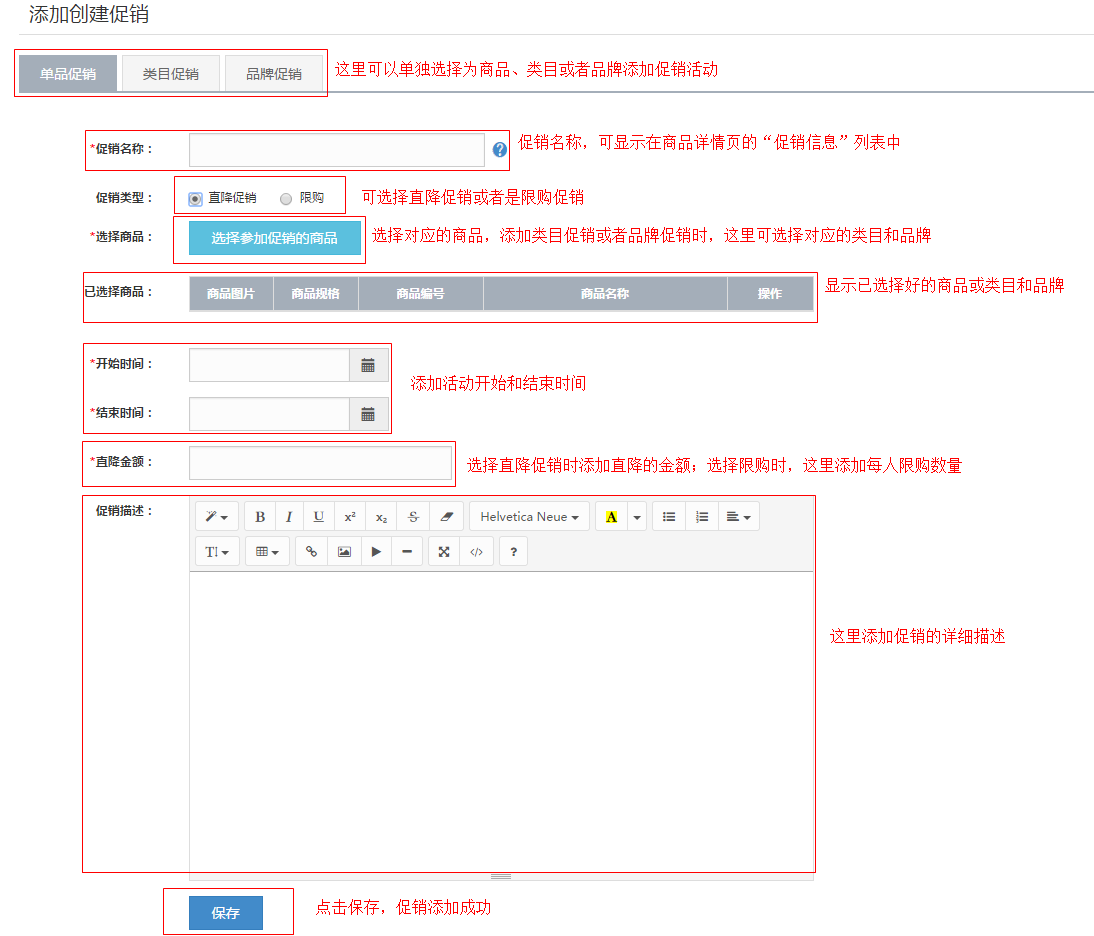 添加创建促销
单品促销 类目促销 品牌促销 这里可以单独选择为商品、类目或者品牌添加促销活动
*促销名称： ? 促销名称，可显示在商品详情页的“促销信息”列表中
促销类型： 直降促销 限购 可选择直降促销或者是限购促销
*选择商品： 选择参加促销的商品 选择对应的商品，添加类目促销或者品牌促销时，这里可选择对应的类目和品牌
已选择商品： 商品图片 商品规格 商品编号 商品名称 操作 显示已选择好的商品或类目和品牌
*开始时间：
添加活动开始和结束时间
*结束时间：
*直降金额： 选择直降促销时添加直降的金额；选择限购时，这里添加每人限购数量
促销描述： B I U x² x₂ S Helvetica Neue A
TI </> ?
这里添加促销的详细描述
保存 点击保存，促销添加成功